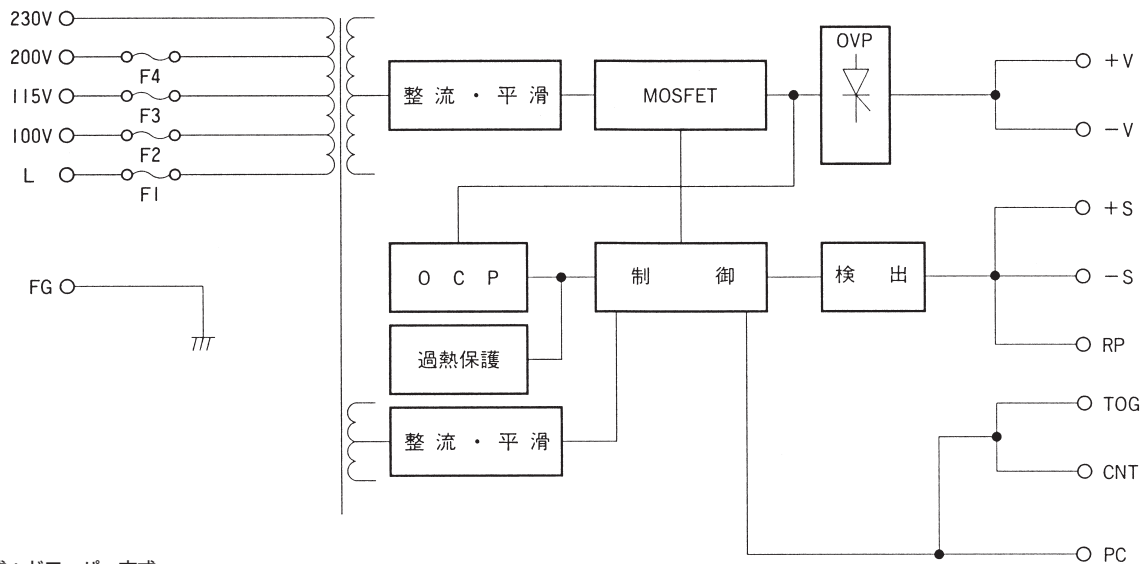 230V
200V
F4
115V
F3
100V
F2
L
F1
FG
整流・平滑
MOSFET
OVP
+V
−V
OCP
制御
検出
+S
−S
RP
過熱保護
整流・平滑
TOG
CNT
PC